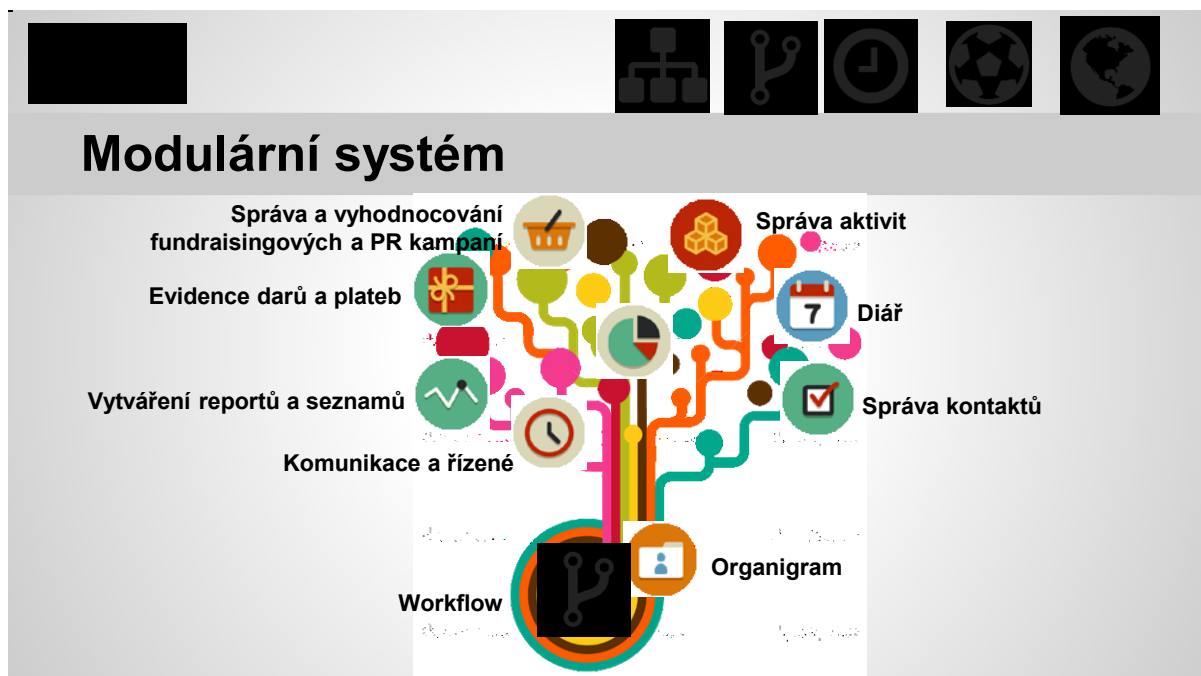 Modulární systém
Správa a vyhodnocování
fundraisingových a PR kampaní
Správa aktivit
Evidence darů a plateb
7
Diář
Vytváření reportů a seznamů
Správa kontaktů
Komunikace a řízené
Organigram
Workflow